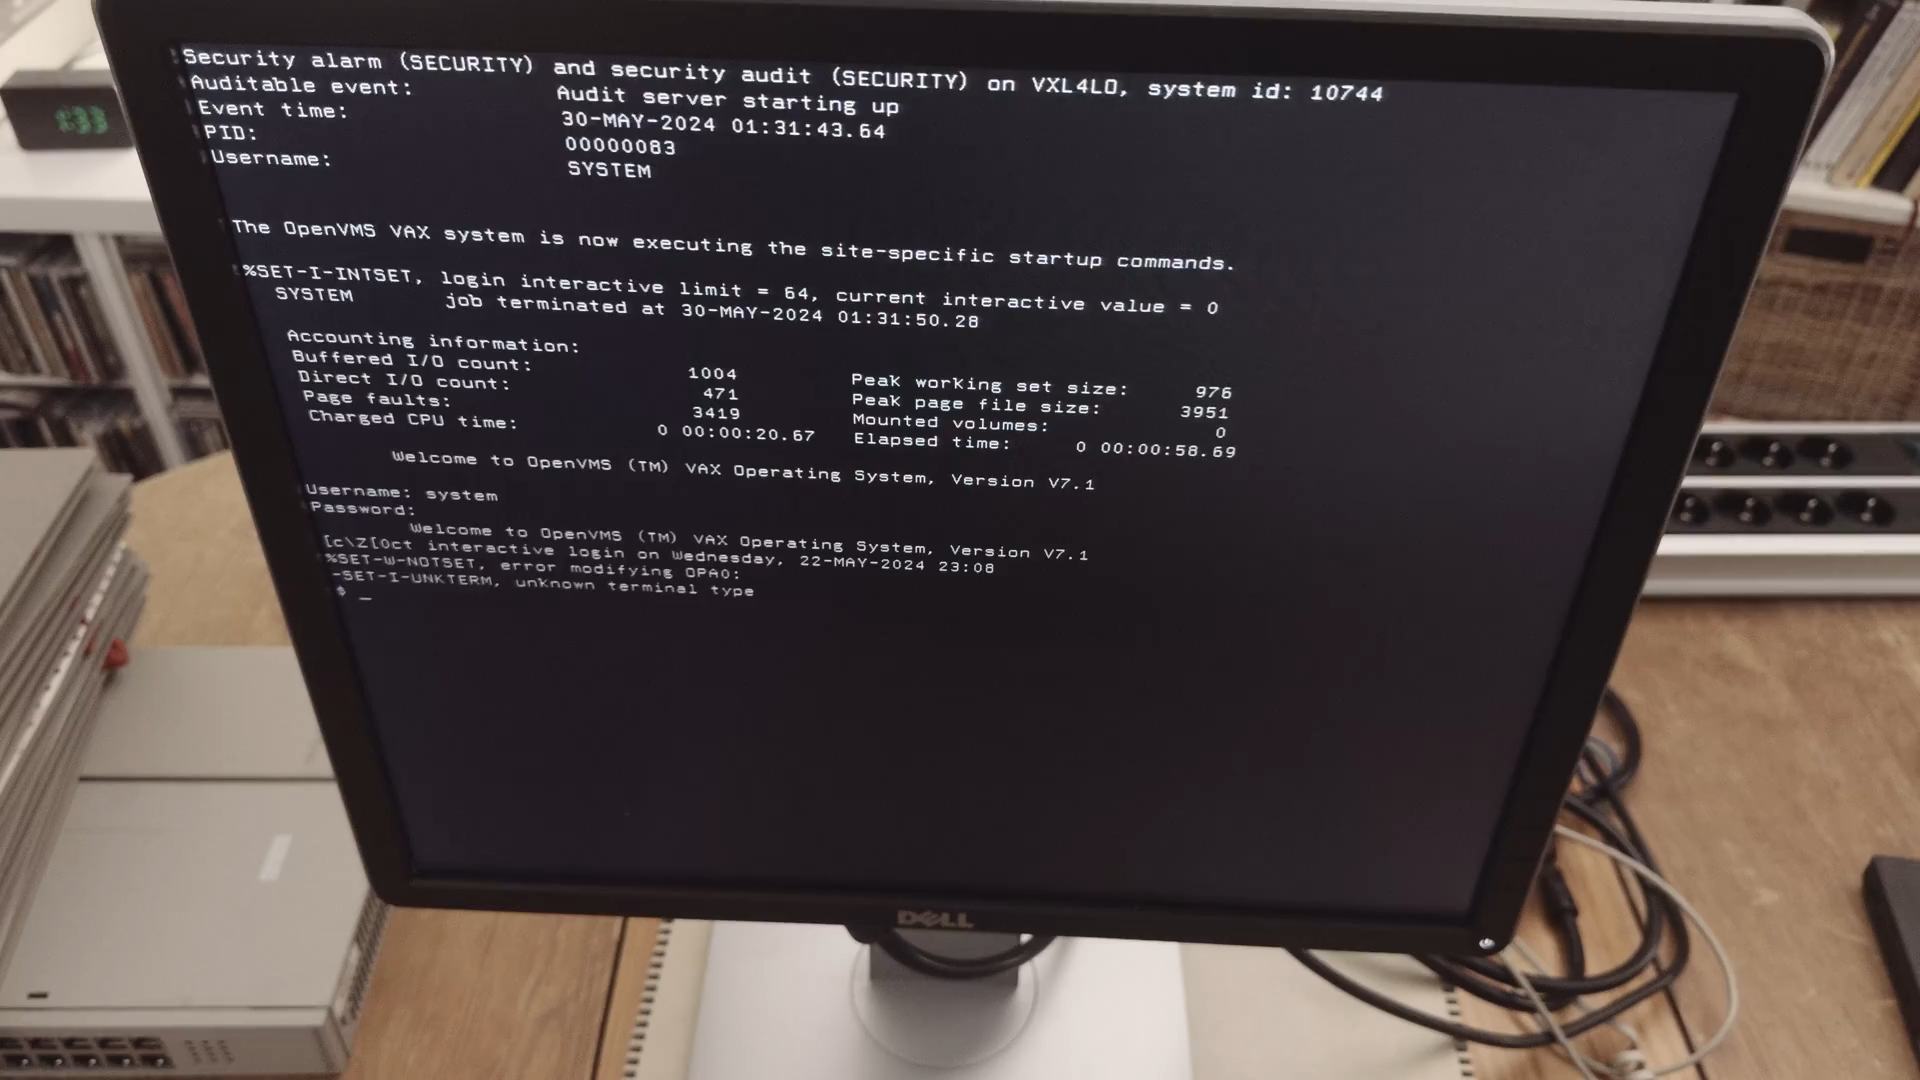 Security alarm (SECURITY) and security audit (SECURITY) on VXL4LO, system id: 10744
Auditable event: Audit server starting up
Event time: 30-MAY-2024 01:31:43.64
PID: 00000083
Username: SYSTEM
The OpenVMS VAX system is now executing the site-specific startup commands.
%SET-I-INTSET, login interactive limit = 64, current interactive value = 0
SYSTEM job terminated at 30-MAY-2024 01:31:50.28
Accounting information:
Buffered I/O count: 1004 Peak working set size: 976
Direct I/O count: 471 Peak page file size: 3951
Page faults: 3419 Mounted volumes: 0
Charged CPU time: 0 00:00:20.67 Elapsed time: 0 00:00:58.69
Welcome to OpenVMS (TM) VAX Operating System, Version V7.1
Username: system
Password:
Welcome to OpenVMS (TM) VAX Operating System, Version V7.1
[c\Z[Oct interactive login on Wednesday, 22-MAY-2024 23:08
%SET-W-NOTSET, error modifying OPA0:
-SET-I-UNKTERM, unknown terminal type
$ _
DELL
1:33